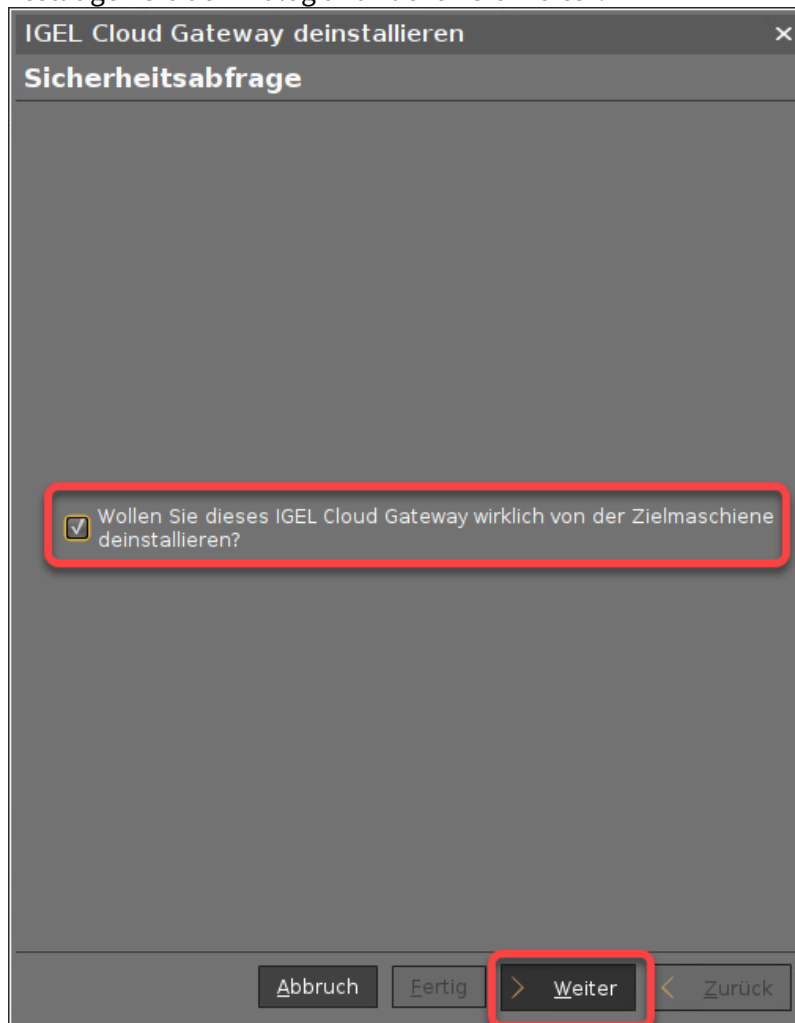 IGEL Cloud Gateway deinstallieren
Sicherheitsabfrage
Wollen Sie dieses IGEL Cloud Gateway wirklich von der Zielmaschiene
deinstallieren?
Abbruch Fertig Weiter Zurück